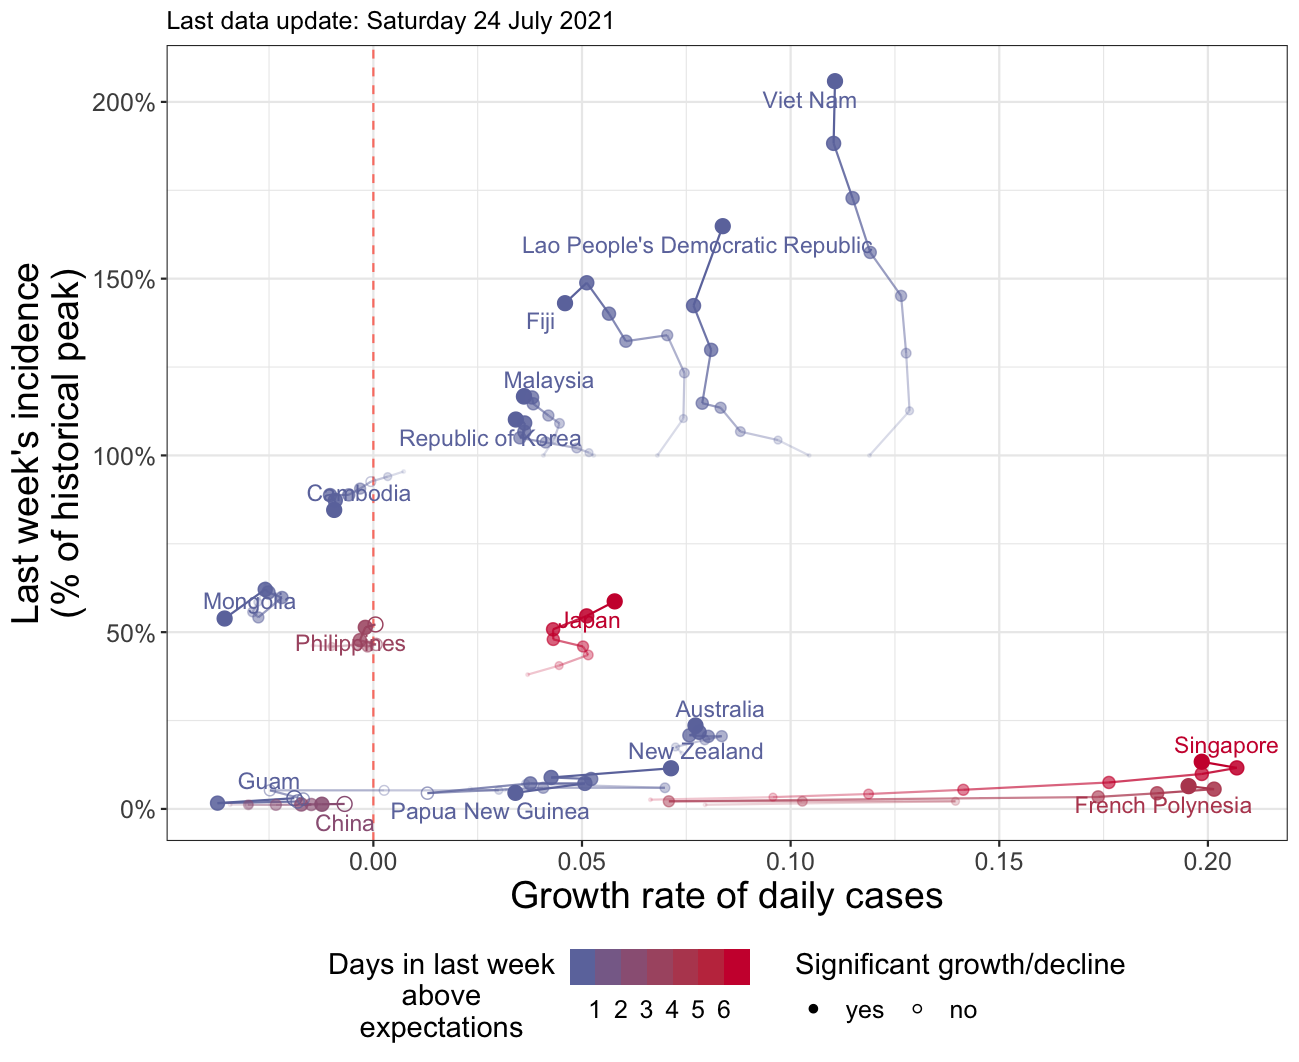 Last data update: Saturday 24 July 2021
Last week's incidence
(% of historical peak)
200%
150%
100%
50%
0%
Viet Nam
Lao People's Democratic Republic
Fiji
Malaysia
Republic of Korea
Cambodia
Mongolia
Japan
Philippines
Australia
New Zealand
Singapore
Guam
Papua New Guinea
French Polynesia
China
0.00 0.05 0.10 0.15 0.20
Growth rate of daily cases
Days in last week
above
expectations
1 2 3 4 5 6
Significant growth/decline
yes no